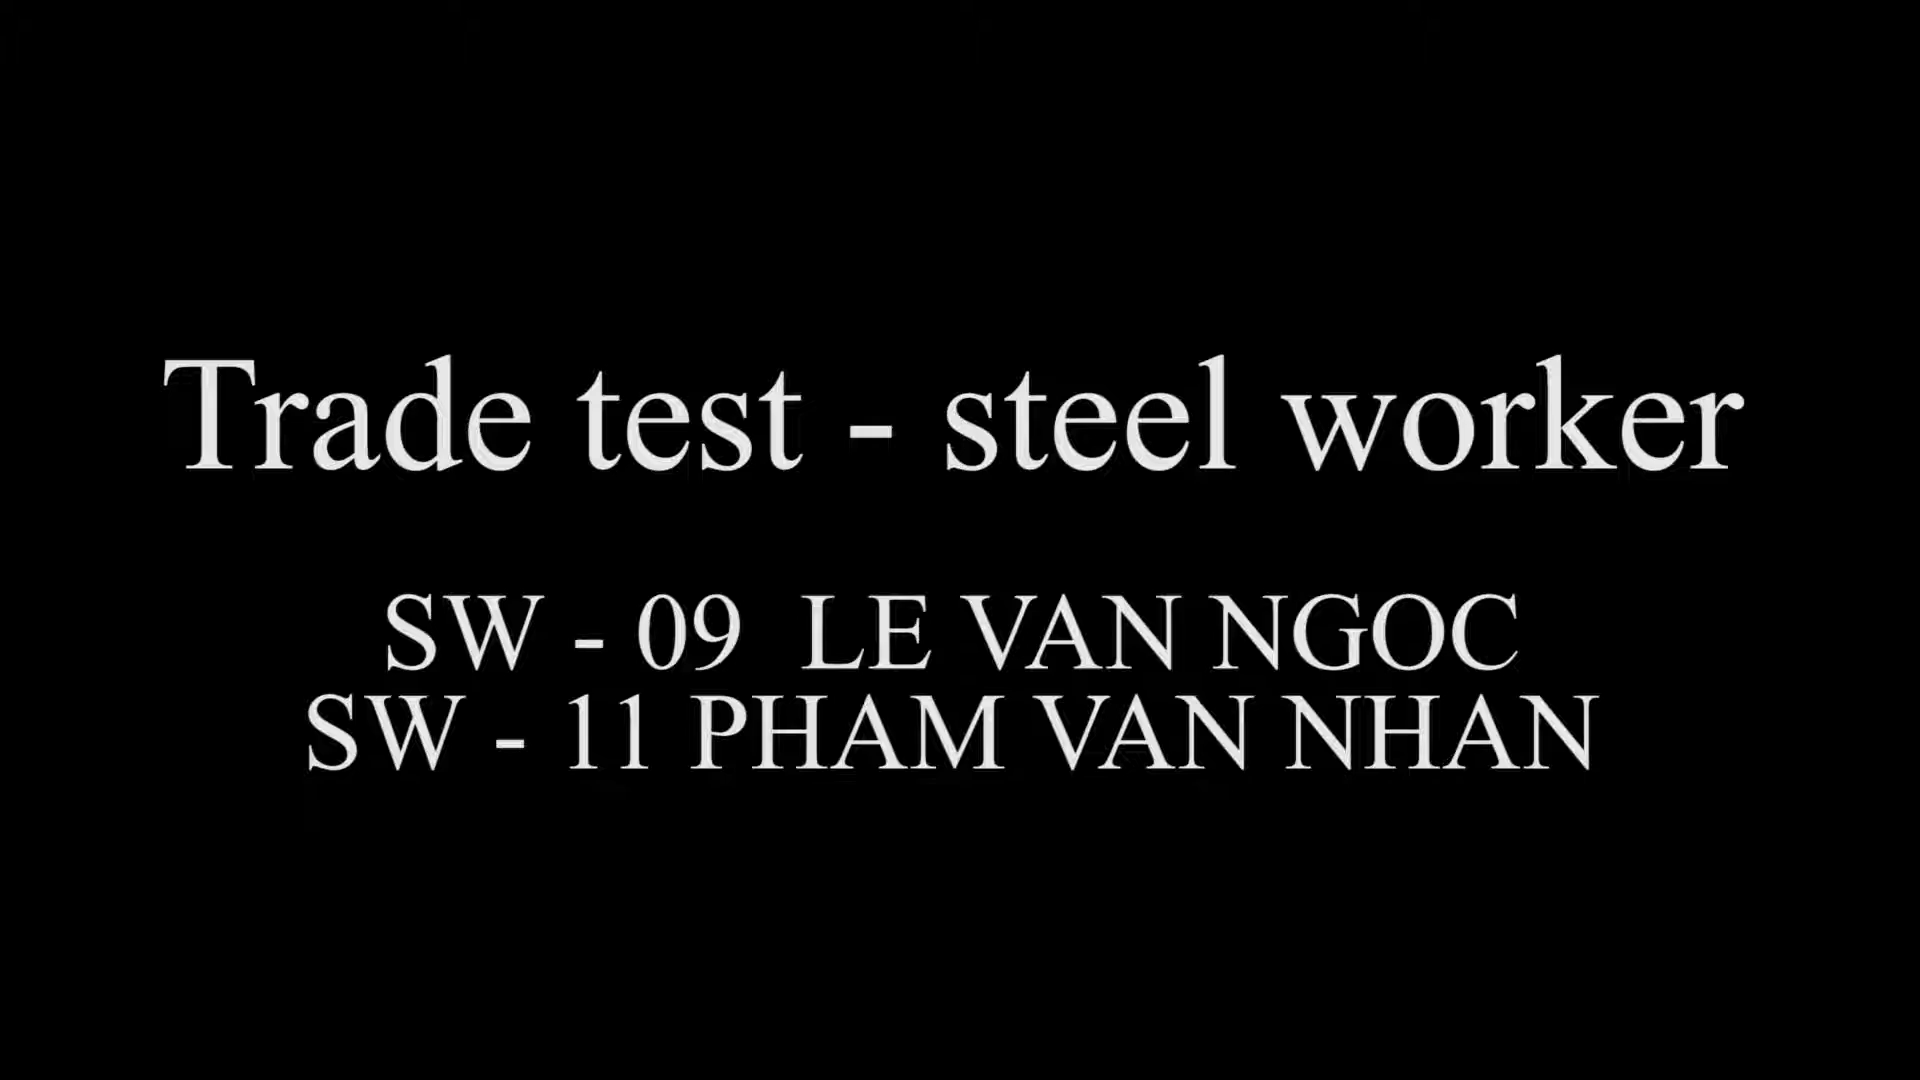 Trade test - steel worker
SW - 09  LE VAN NGOC
SW - 11 PHAM VAN NHAN